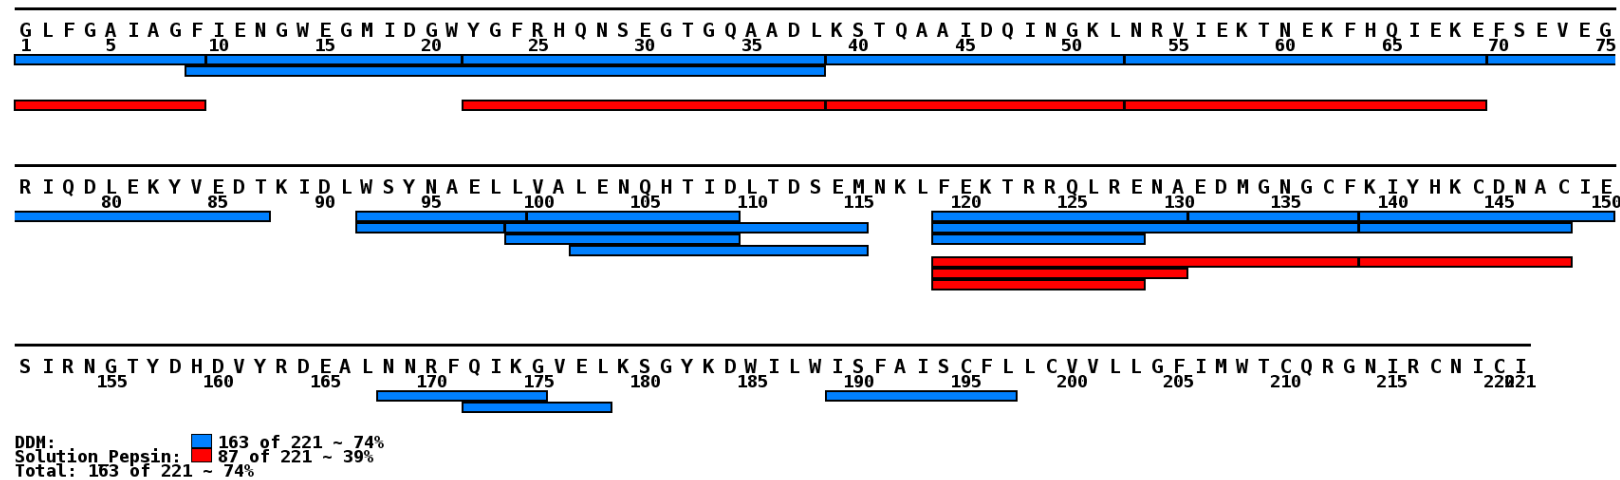 G L F G A I A G F I E N G W E G M I D G W Y G F R H Q N S E G T G Q A A D L K S T Q A A I D Q I N G K L N R V I E K T N E K F H Q I E K E F S E V E G
1 5 10 15 20 25 30 35 40 45 50 55 60 65 70 75
R I Q D L E K Y V E D T K I D L W S Y N A E L L V A L E N Q H T I D L T D S E M N K L F E K T R R Q L R E N A E D M G N G C F K I Y H K C D N A C I E
80 85 90 95 100 105 110 115 120 125 130 135 140 145 150
S I R N G T Y D H D V Y R D E A L N N R F Q I K G V E L K S G Y K D W I L W I S F A I S C F L L C V V L L G F I M W T C Q R G N I R C N I C I
155 160 165 170 175 180 185 190 195 200 205 210 215 220 221
DDM: 163 of 221 ~ 74%
Solution Pepsin: 87 of 221 ~ 39%
Total: 163 of 221 ~ 74%